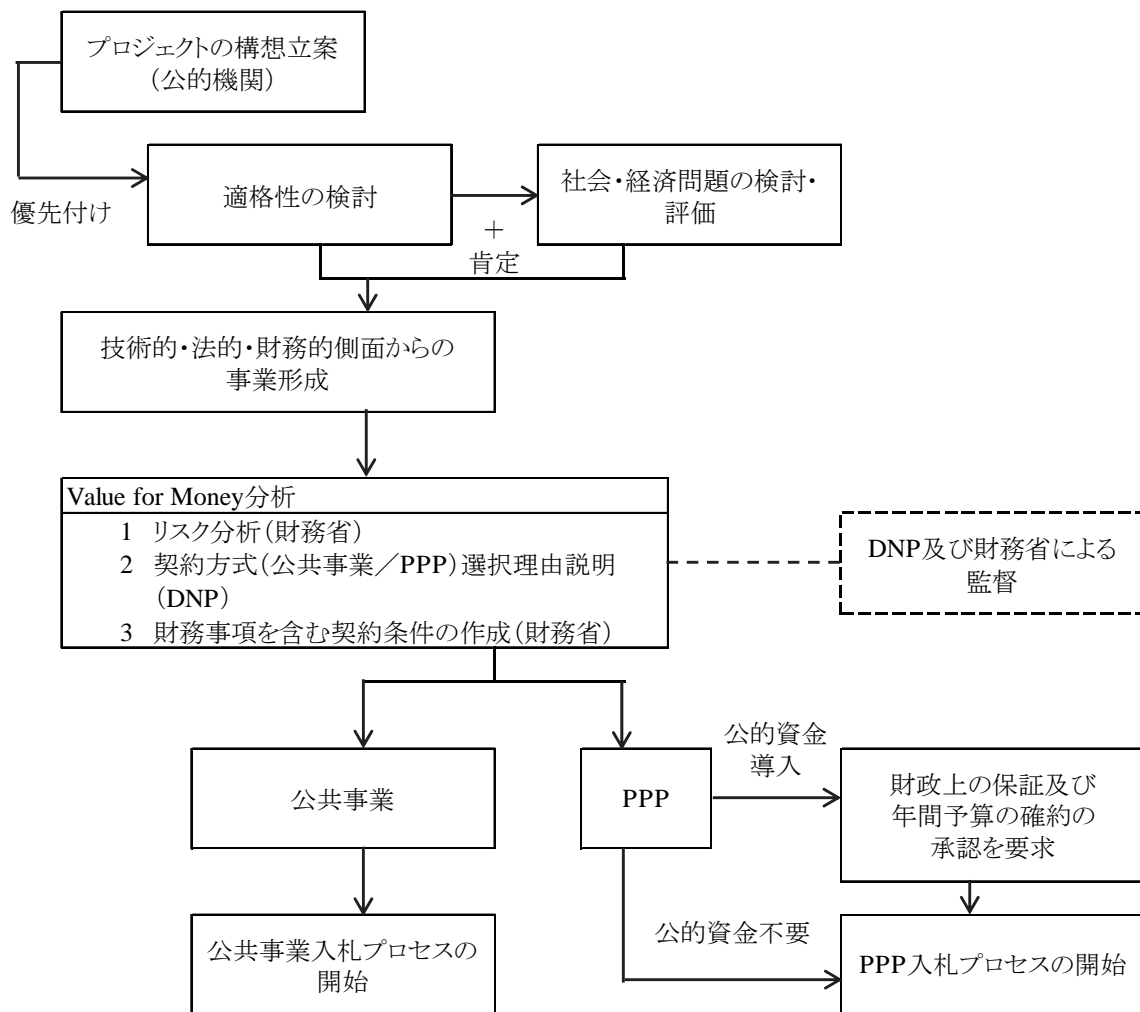 プロジェクトの構想立案
（公的機関）
優先付け
適格性の検討
社会・経済問題の検討・
評価
＋
肯定
技術的・法的・財務的側面からの
事業形成
Value for Money分析
1 リスク分析（財務省）
2 契約方式（公共事業／PPP）選択理由説明
（DNP）
3 財務事項を含む契約条件の作成（財務省）
DNP及び財務省による
監督
公共事業
PPP
公的資金
導入
財政上の保証及び
年間予算の確約の
承認を要求
公共事業入札プロセスの
開始
公的資金不要
PPP入札プロセスの開始